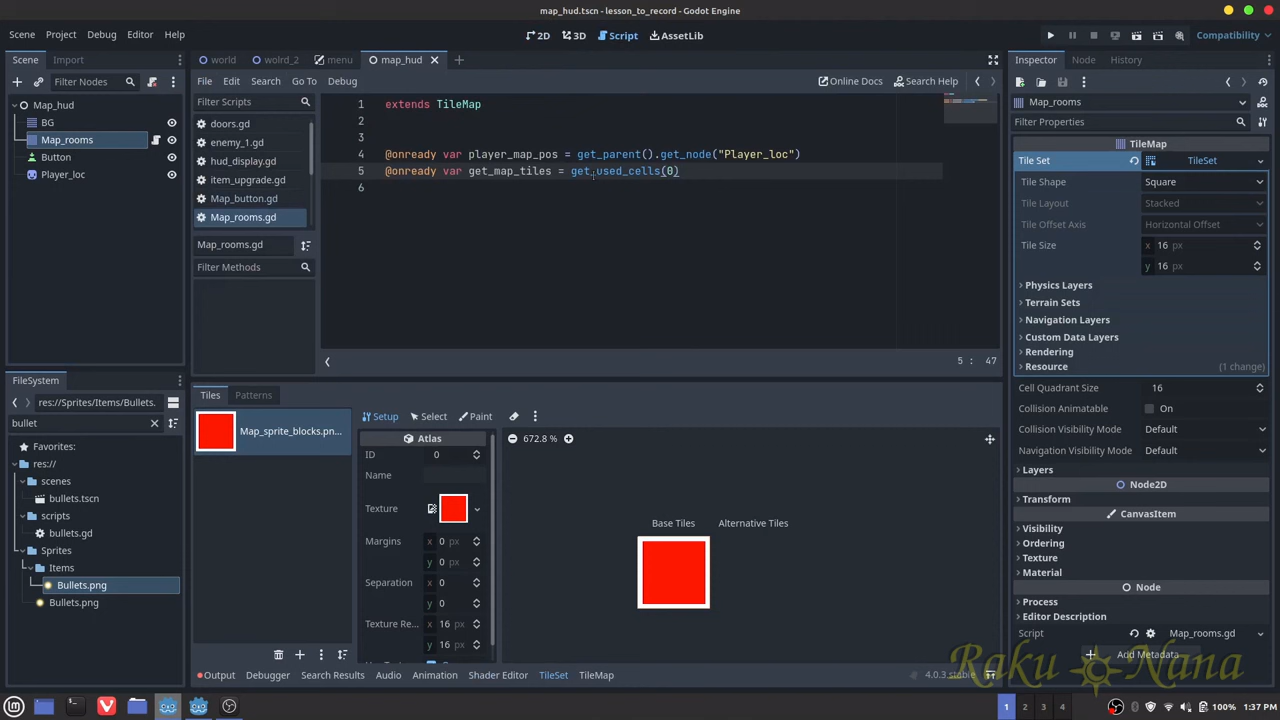 map_hud.tscn - lesson_to_record - Godot Engine
Scene Project Debug Editor Help
2D 3D Script AssetLib
Compatibility
Scene Import
Filter Nodes
Map_hud
BG
Map_rooms
Button
Player_loc
world wolrd_2 menu map_hud
File Edit Search Go To Debug
Online Docs Search Help
Filter Scripts
doors.gd
enemy_1.gd
hud_display.gd
item_upgrade.gd
Map_button.gd
Map_rooms.gd
Map_rooms.gd
Filter Methods
1 extends TileMap
2
3
4 @onready var player_map_pos = get_parent().get_node("Player_loc")
5 @onready var get_map_tiles = get_used_cells(0)
6
5 : 47
FileSystem
res://Sprites/Items/Bullets.
bullet
Favorites:
res://
scenes
bullets.tscn
scripts
bullets.gd
Sprites
Items
Bullets.png
Bullets.png
Tiles Patterns
Map_sprite_blocks.pn...
Setup Select Paint
Atlas
ID 0
Name
Texture
Margins x 0 px
y 0 px
Separation x 0
y 0
Texture Re... x 16 px
y 16 px
672.8 %
Base Tiles Alternative Tiles
Output Debugger Search Results Audio Animation Shader Editor TileSet TileMap
4.0.3.stable
Inspector Node History
Map_rooms
Filter Properties
TileMap
Tile Set TileSet
Tile Shape Square
Tile Layout Stacked
Tile Offset Axis Horizontal Offset
Tile Size x 16 px
y 16 px
Physics Layers
Terrain Sets
Navigation Layers
Custom Data Layers
Rendering
Resource (1 change)
Cell Quadrant Size 16
Collision Animatable On
Collision Visibility Mode Default
Navigation Visibility Mode Default
Layers
Node2D
Transform
CanvasItem
Visibility
Ordering
Texture
Material
Node
Process
Editor Description
Script Map_rooms.gd
Add Metadata
Raku Nana
1 2 3 4
100% 1:37 PM